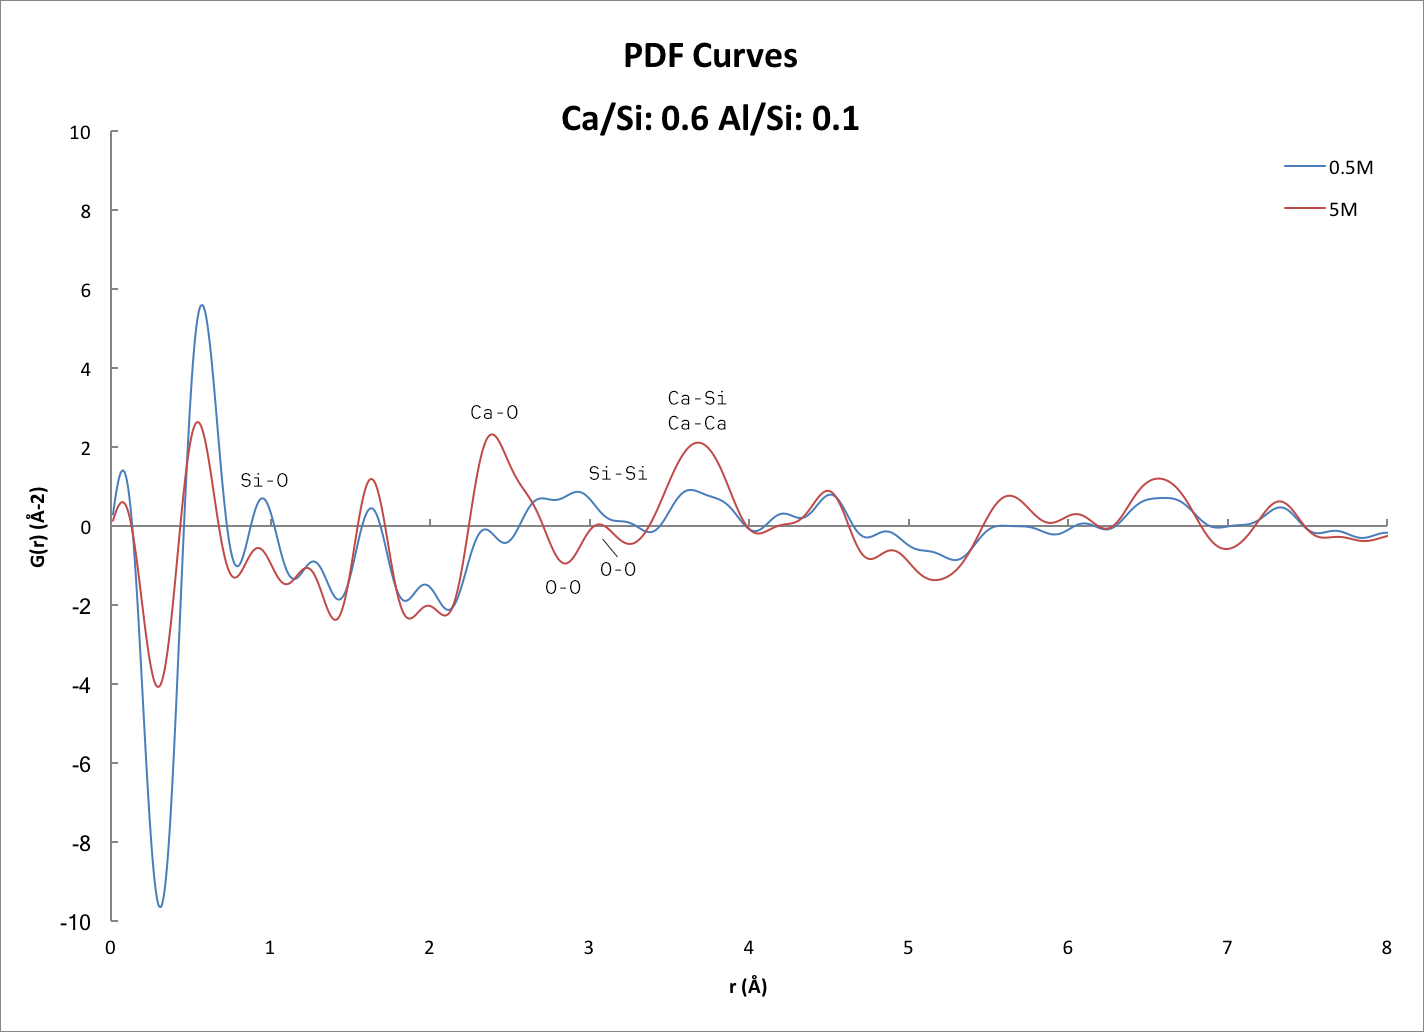 PDF Curves
Ca/Si: 0.6 Al/Si: 0.1
10
8
6
4
2
0
-2
-4
-6
-8
-10
G(r) (Å-2)
0.5M
5M
Ca-Si
Ca-Ca
Ca-O
Si-Si
Si-O
O-O
O-O
0
1
2
3
4
5
6
7
8
r (Å)